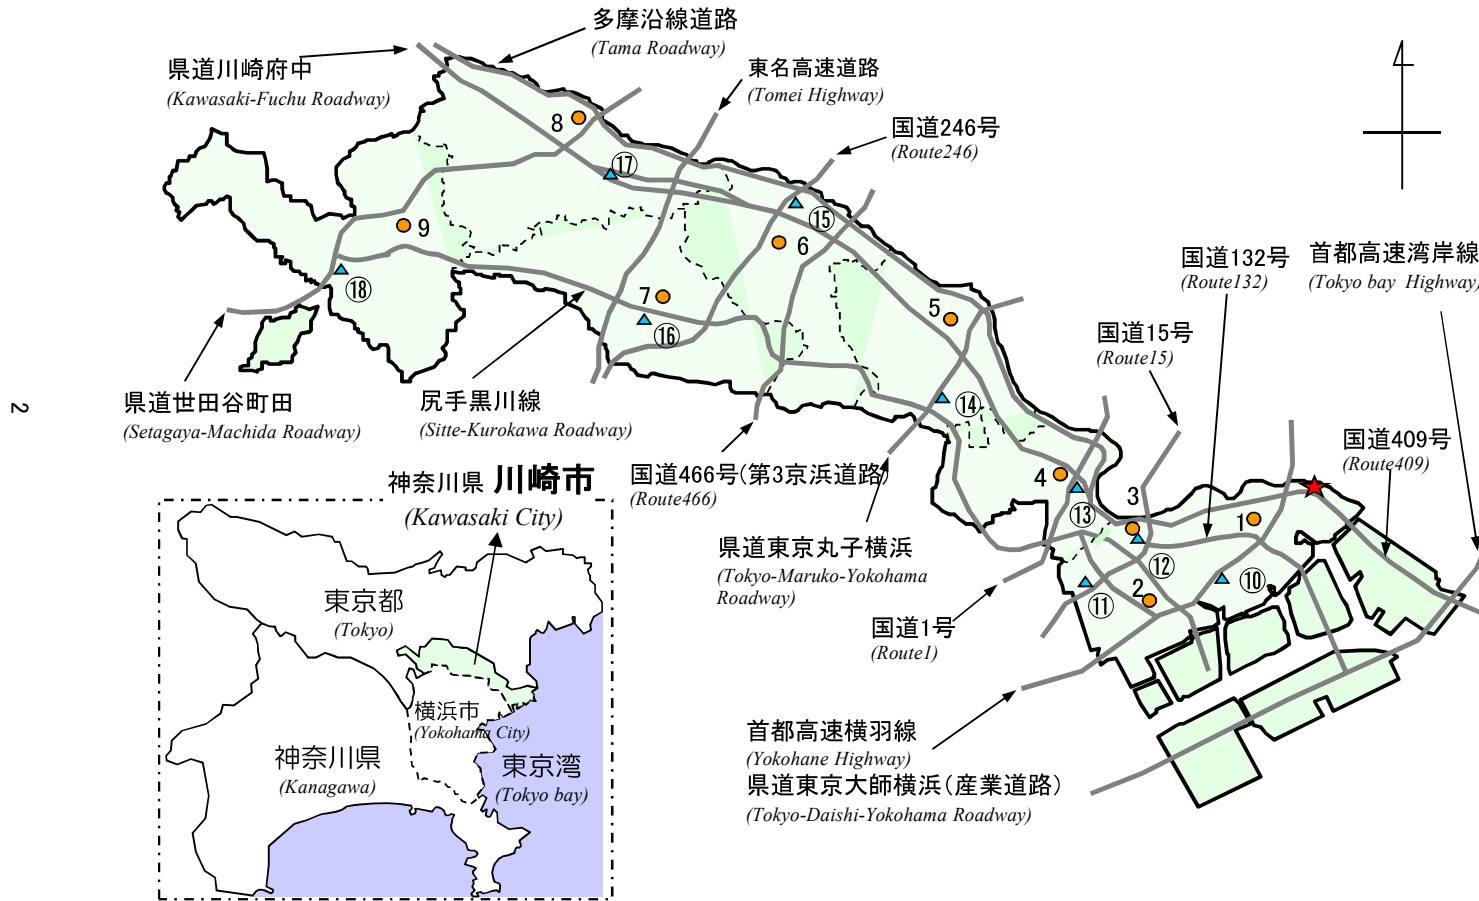 多摩沿線道路
(Tama Roadway)
県道川崎府中
(Kawasaki-Fuchu Roadway)
東名高速道路
(Tomei Highway)
国道246号
(Route246)
8
⑰
⑮
9
6
⑱
7
⑯
5
国道132号
(Route132)
首都高速湾岸線
(Tokyo bay Highway)
国道15号
(Route15)
県道世田谷町田
(Setagaya-Machida Roadway)
尻手黒川線
(Sitte-Kurokawa Roadway)
⑭
国道409号
(Route409)
2
神奈川県 川崎市
(Kawasaki City)
国道466号(第3京浜道路)
(Route466)
4
⑬
3
1
⑫
⑩
⑪
2
県道東京丸子横浜
(Tokyo-Maruko-Yokohama
Roadway)
国道1号
(Route1)
東京都
(Tokyo)
横浜市
(Yokohama City)
神奈川県
(Kanagawa)
東京湾
(Tokyo bay)
首都高速横羽線
(Yokohane Highway)
県道東京大師横浜(産業道路)
(Tokyo-Daishi-Yokohama Roadway)